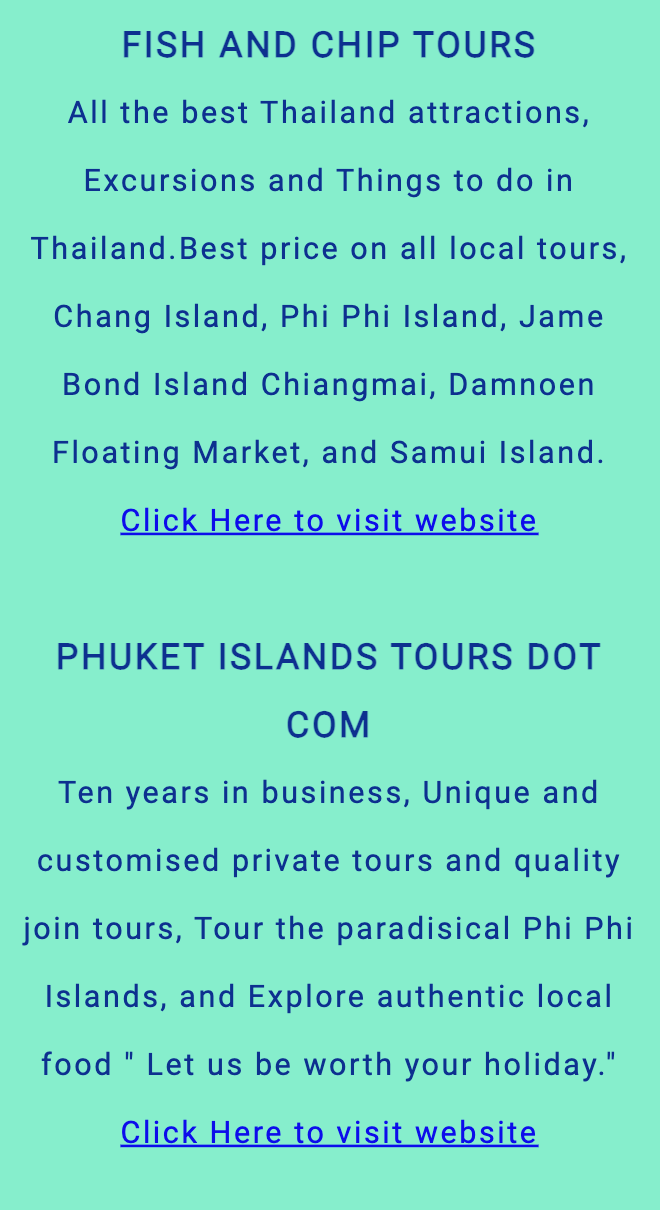 FISH AND CHIP TOURS
All the best Thailand attractions,
Excursions and Things to do in
Thailand.Best price on all local tours,
Chang Island, Phi Phi Island, Jame
Bond Island Chiangmai, Damnoen
Floating Market, and Samui Island.
Click Here to visit website
PHUKET ISLANDS TOURS DOT
COM
Ten years in business, Unique and
customised private tours and quality
join tours, Tour the paradisical Phi Phi
Islands, and Explore authentic local
food " Let us be worth your holiday."
Click Here to visit website